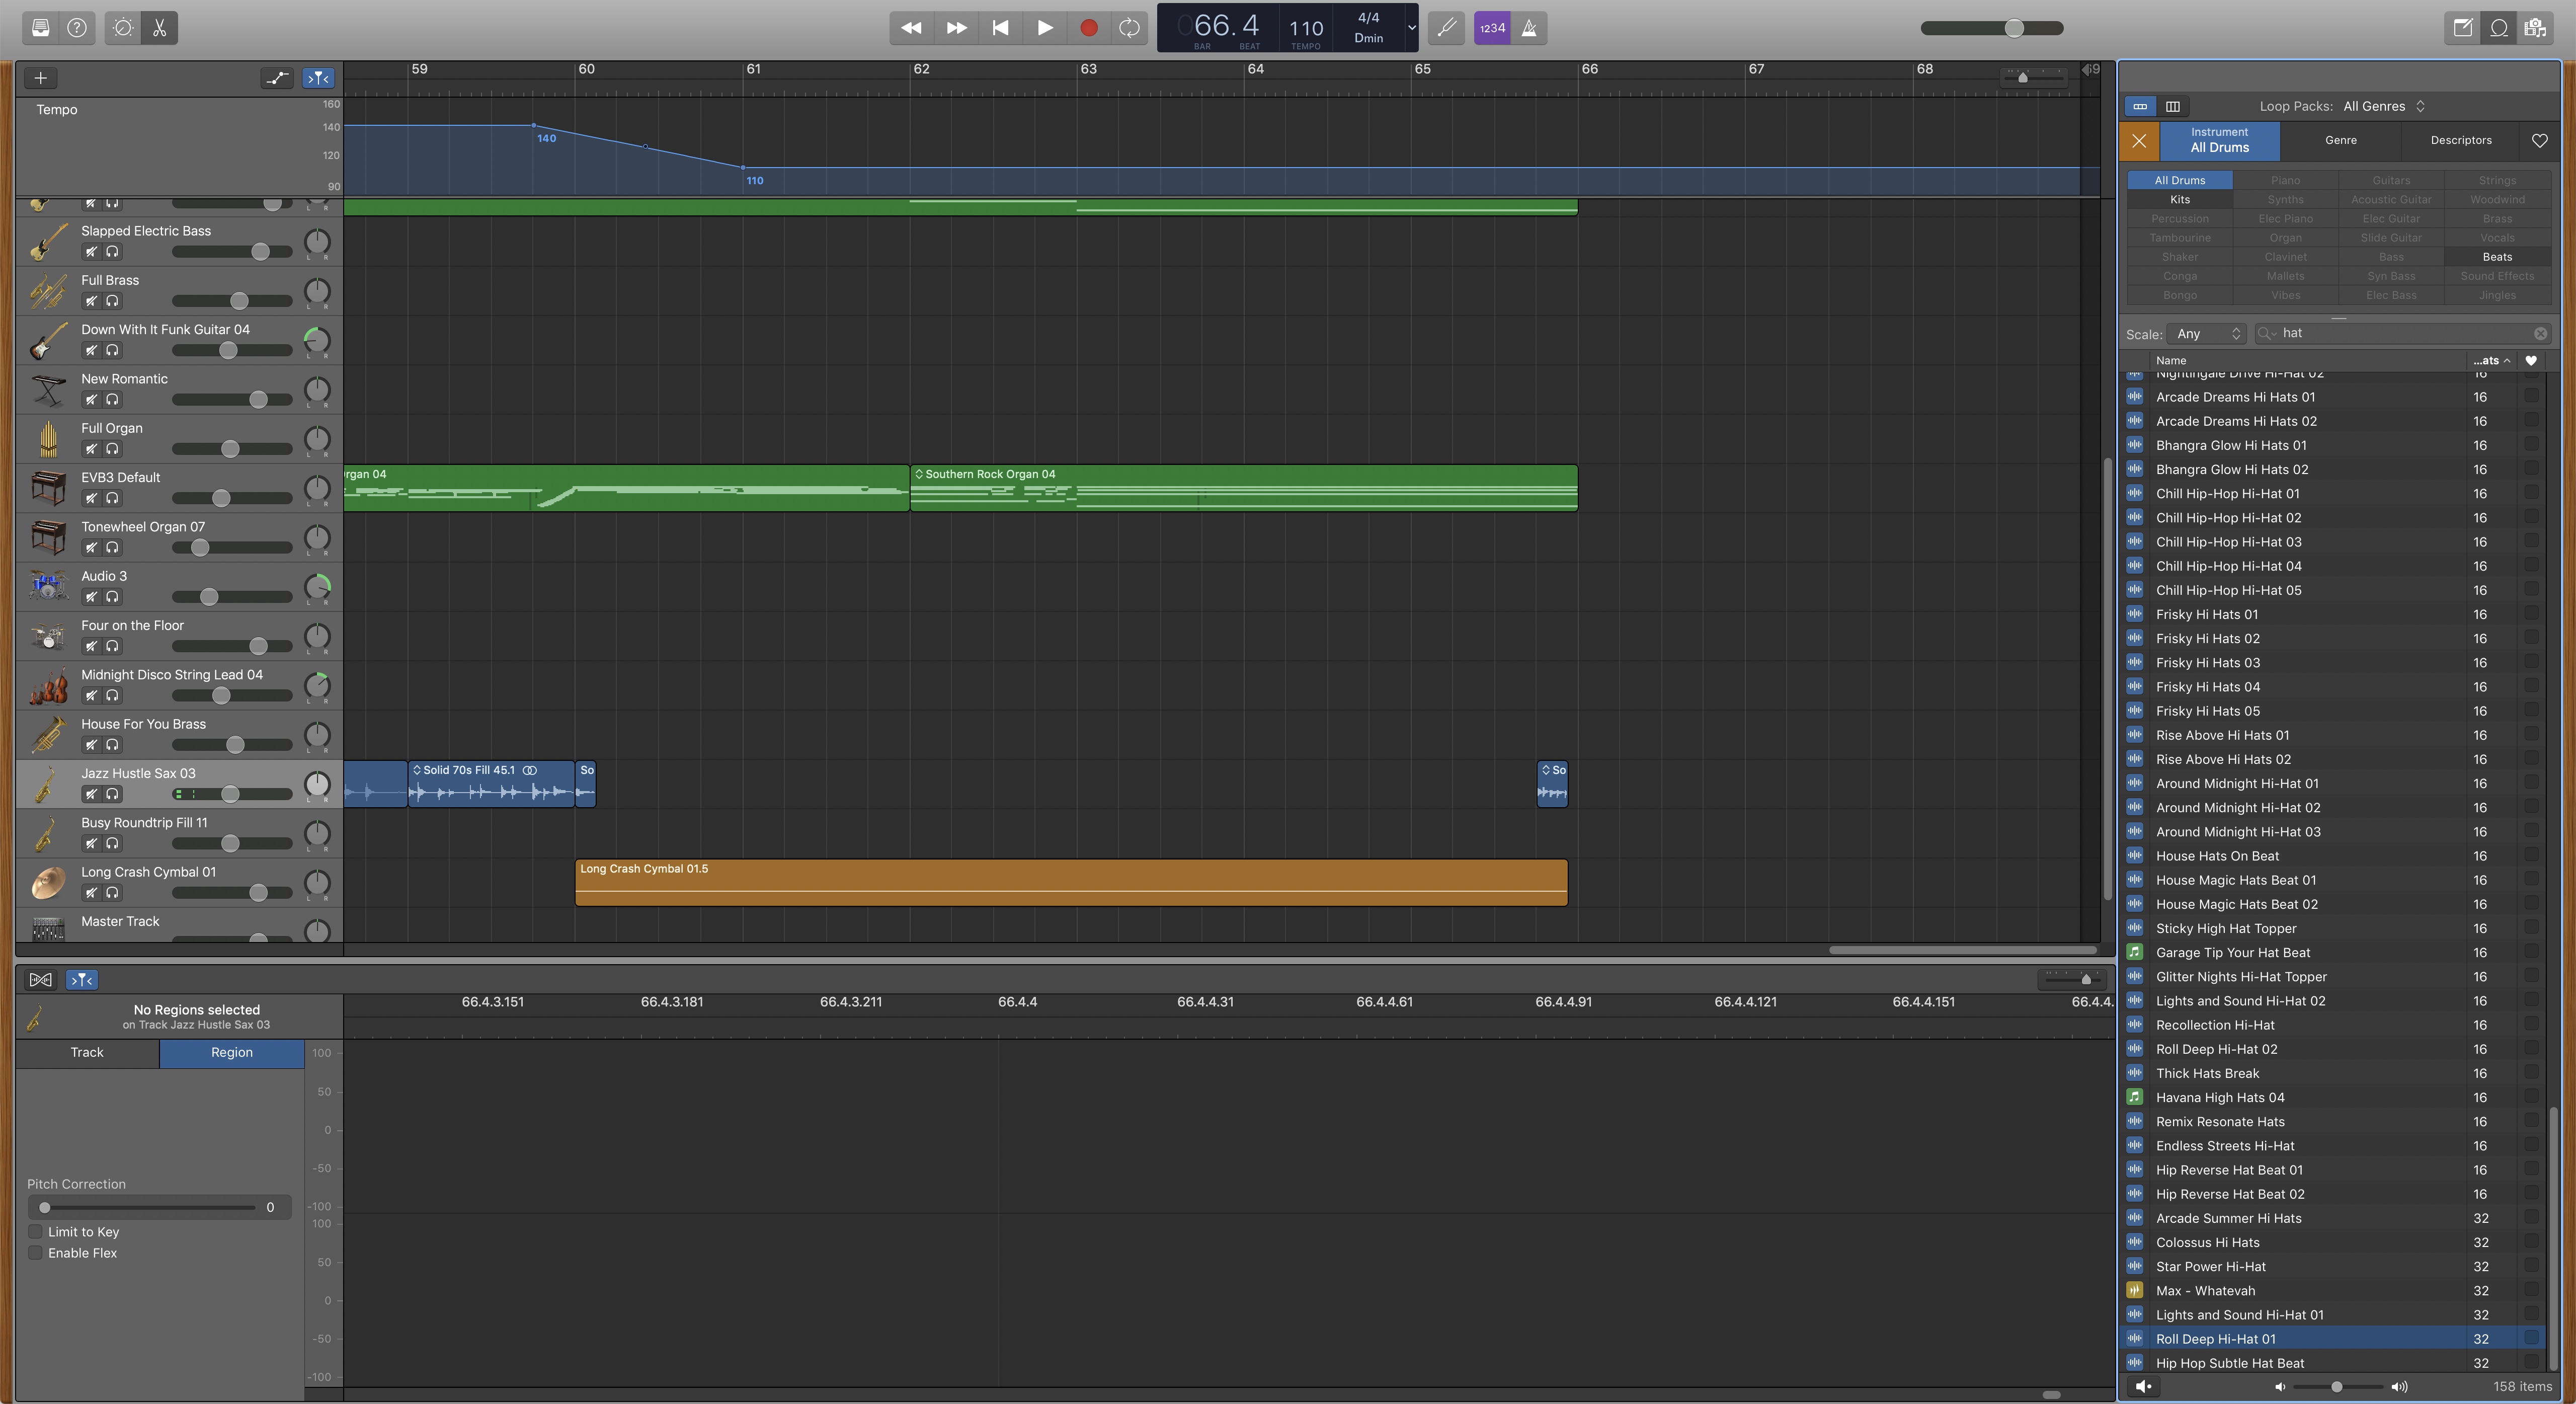 066.4
BAR BEAT
110
TEMPO
4/4
Dmin
1234
59 60 61 62 63 64 65 66 67 68 69
Tempo
160
140
120
90
140
110
Slapped Electric Bass
L R
Full Brass
L R
Down With It Funk Guitar 04
L R
New Romantic
L R
Full Organ
L R
EVB3 Default
L R
rgan 04
Southern Rock Organ 04
Tonewheel Organ 07
L R
Audio 3
L R
Four on the Floor
L R
Midnight Disco String Lead 04
L R
House For You Brass
L R
Jazz Hustle Sax 03
L R
Solid 70s Fill 45.1
So
So
Busy Roundtrip Fill 11
L R
Long Crash Cymbal 01
L R
Long Crash Cymbal 01.5
Master Track
No Regions selected
on Track Jazz Hustle Sax 03
Track
Region
Pitch Correction
0
Limit to Key
Enable Flex
66.4.3.151 66.4.3.181 66.4.3.211 66.4.4 66.4.4.31 66.4.4.61 66.4.4.91 66.4.4.121 66.4.4.151 66.4.4.
100
50
0
-50
-100
100
50
0
-50
-100
Loop Packs: All Genres
Instrument
All Drums
Genre
Descriptors
All Drums Piano Guitars Strings
Kits Synths Acoustic Guitar Woodwind
Percussion Elec Piano Elec Guitar Brass
Tambourine Organ Slide Guitar Vocals
Shaker Clavinet Bass Beats
Conga Mallets Syn Bass Sound Effects
Bongo Vibes Elec Bass Jingles
Scale: Any
hat
Name ...ats
Nightingale Drive Hi-Hat 02 16
Arcade Dreams Hi Hats 01 16
Arcade Dreams Hi Hats 02 16
Bhangra Glow Hi Hats 01 16
Bhangra Glow Hi Hats 02 16
Chill Hip-Hop Hi-Hat 01 16
Chill Hip-Hop Hi-Hat 02 16
Chill Hip-Hop Hi-Hat 03 16
Chill Hip-Hop Hi-Hat 04 16
Chill Hip-Hop Hi-Hat 05 16
Frisky Hi Hats 01 16
Frisky Hi Hats 02 16
Frisky Hi Hats 03 16
Frisky Hi Hats 04 16
Frisky Hi Hats 05 16
Rise Above Hi Hats 01 16
Rise Above Hi Hats 02 16
Around Midnight Hi-Hat 01 16
Around Midnight Hi-Hat 02 16
Around Midnight Hi-Hat 03 16
House Hats On Beat 16
House Magic Hats Beat 01 16
House Magic Hats Beat 02 16
Sticky High Hat Topper 16
Garage Tip Your Hat Beat 16
Glitter Nights Hi-Hat Topper 16
Lights and Sound Hi-Hat 02 16
Recollection Hi-Hat 16
Roll Deep Hi-Hat 02 16
Thick Hats Break 16
Havana High Hats 04 16
Remix Resonate Hats 16
Endless Streets Hi-Hat 16
Hip Reverse Hat Beat 01 16
Hip Reverse Hat Beat 02 16
Arcade Summer Hi Hats 32
Colossus Hi Hats 32
Star Power Hi-Hat 32
Max - Whatevah 32
Lights and Sound Hi-Hat 01 32
Roll Deep Hi-Hat 01 32
Hip Hop Subtle Hat Beat 32
158 items